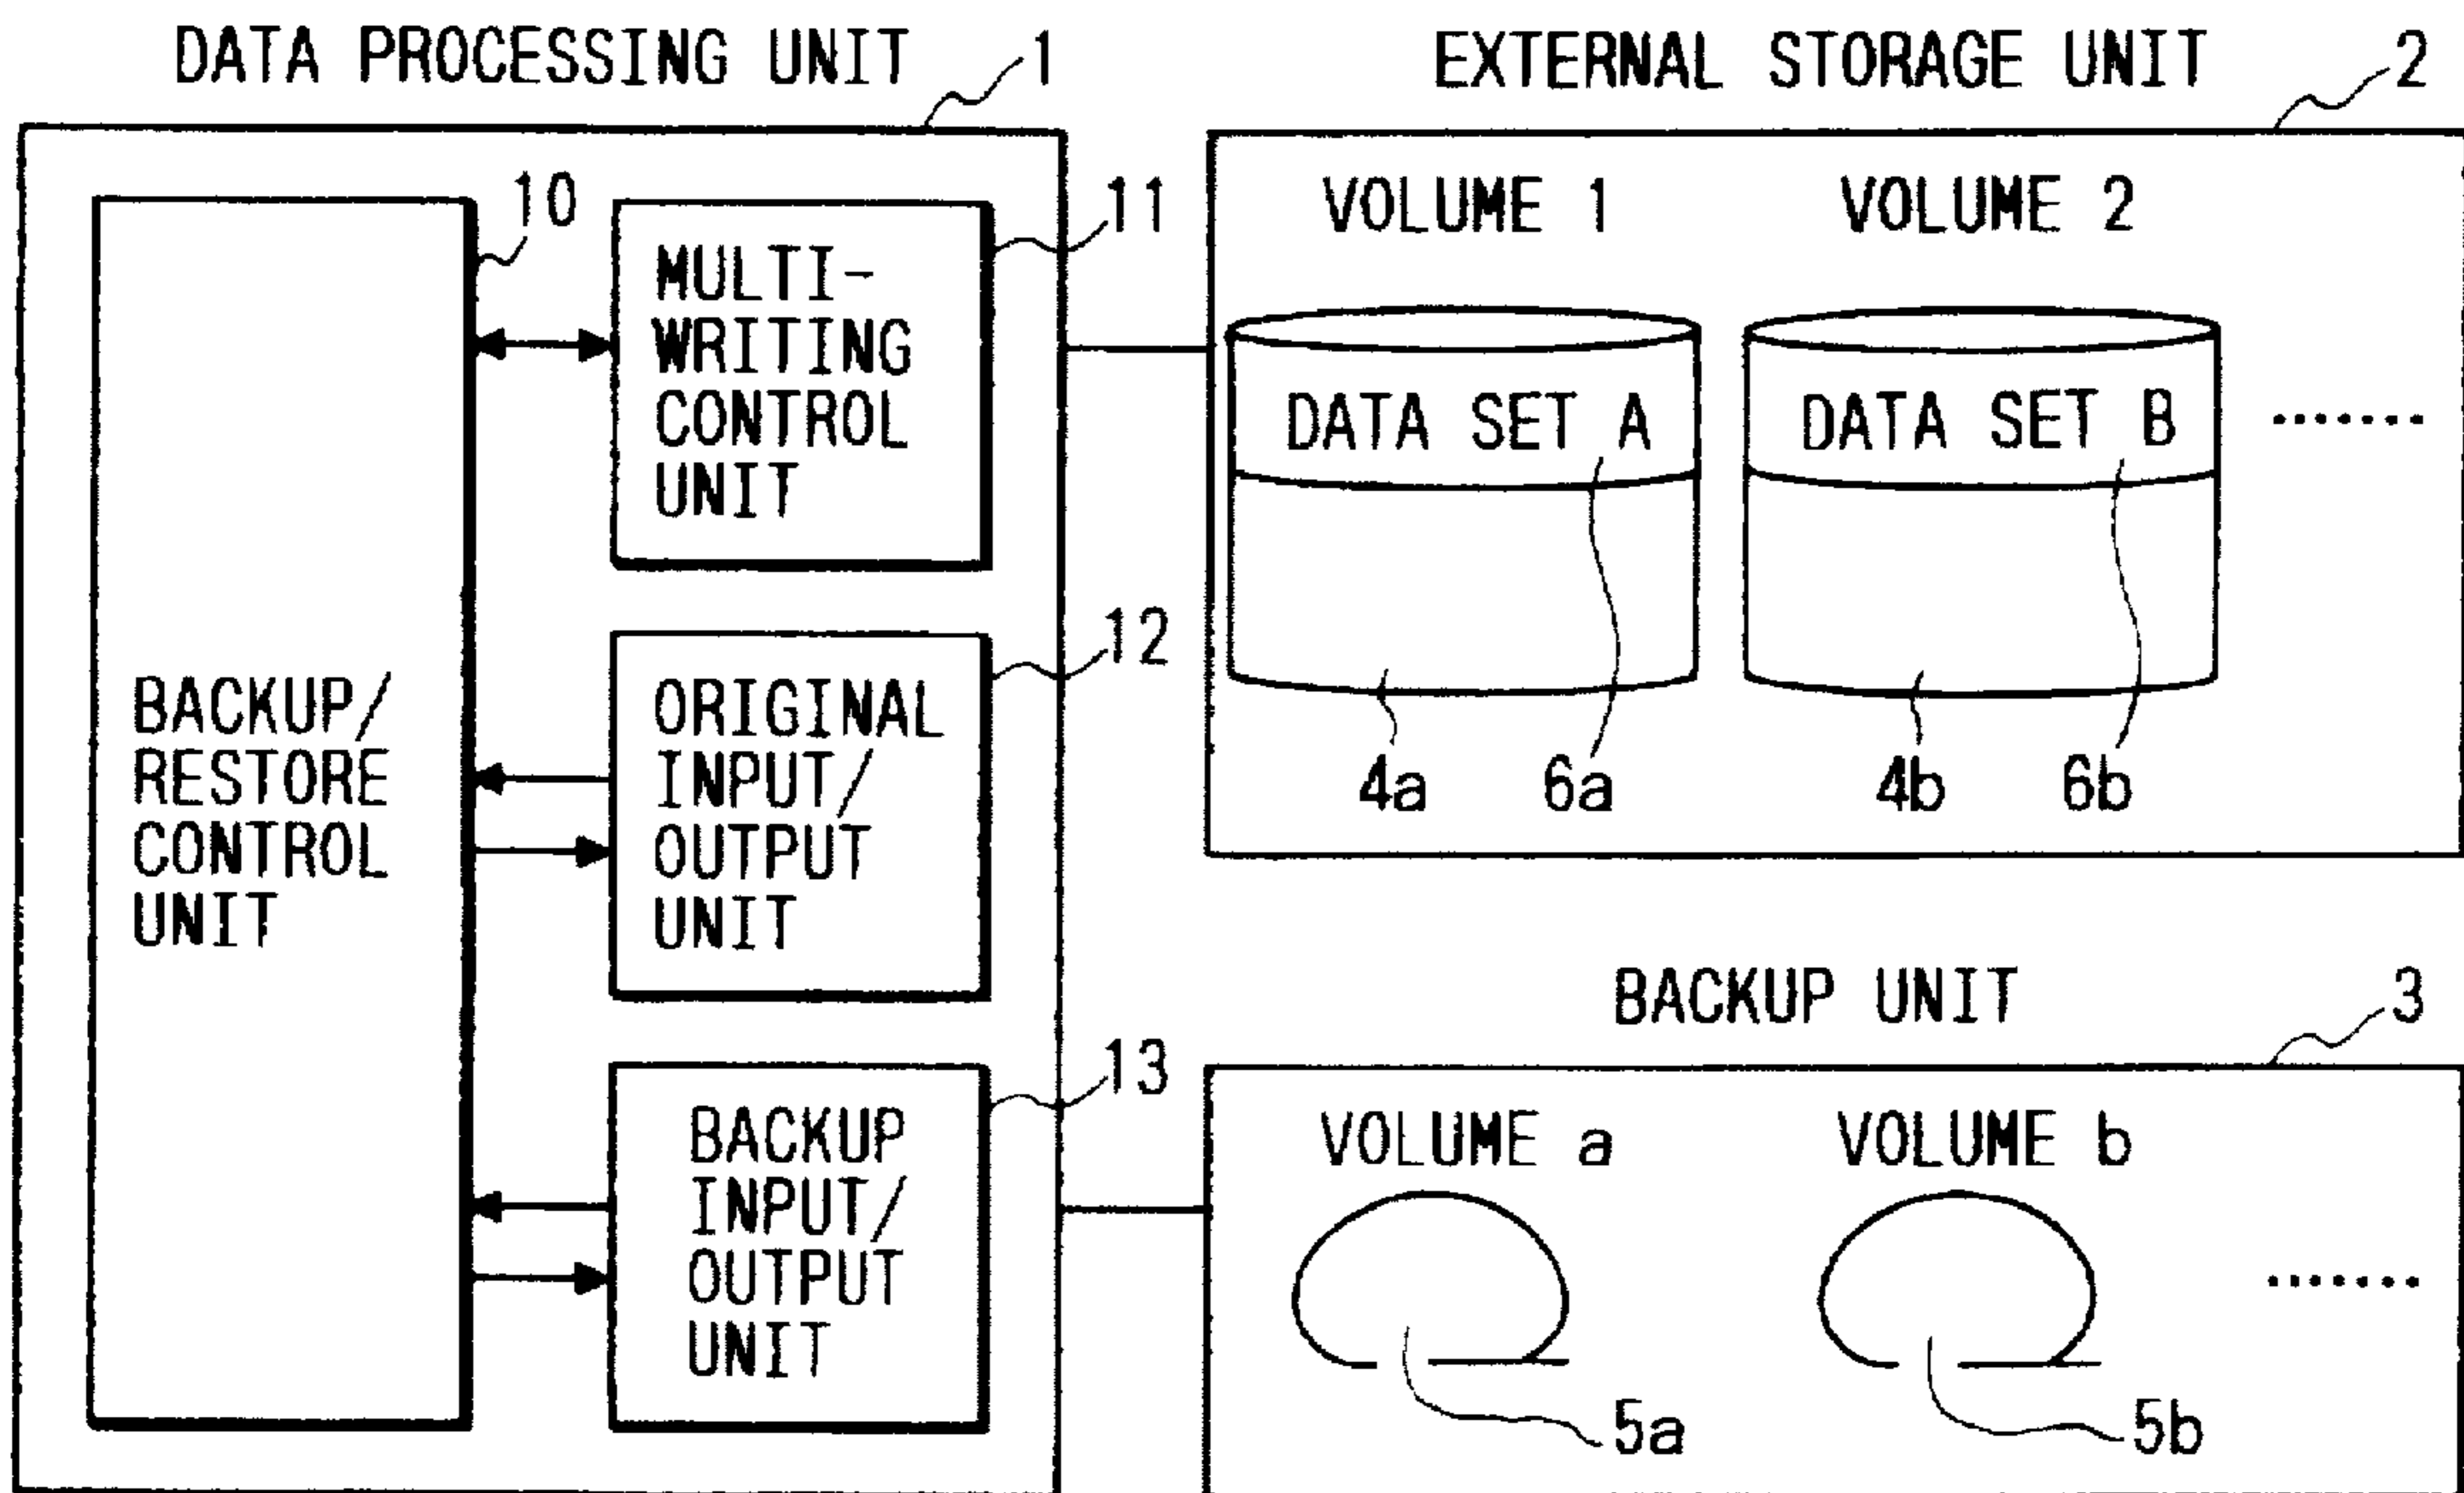 DATA PROCESSING UNIT
1
10
BACKUP/
RESTORE
CONTROL
UNIT
11
MULTI-
WRITING
CONTROL
UNIT
12
ORIGINAL
INPUT/
OUTPUT
UNIT
13
BACKUP
INPUT/
OUTPUT
UNIT
EXTERNAL STORAGE UNIT
2
VOLUME 1
VOLUME 2
DATA SET A
DATA SET B
.......
4a
6a
4b
6b
BACKUP UNIT
3
VOLUME a
VOLUME b
.......
5a
5b